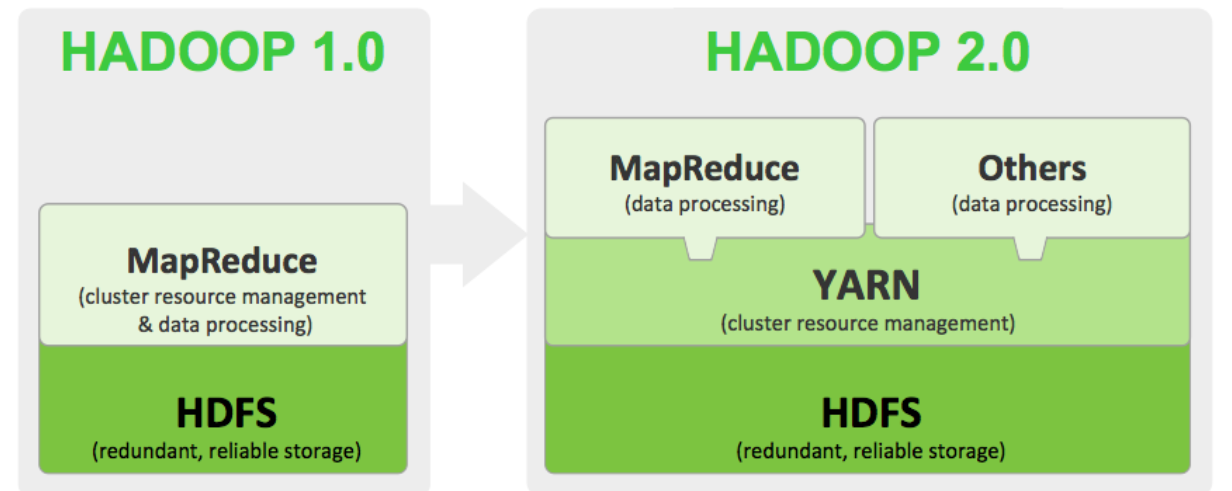 HADOOP 1.0
MapReduce
(cluster resource management
& data processing)
HDFS
(redundant, reliable storage)
HADOOP 2.0
MapReduce
(data processing)
Others
(data processing)
YARN
(cluster resource management)
HDFS
(redundant, reliable storage)